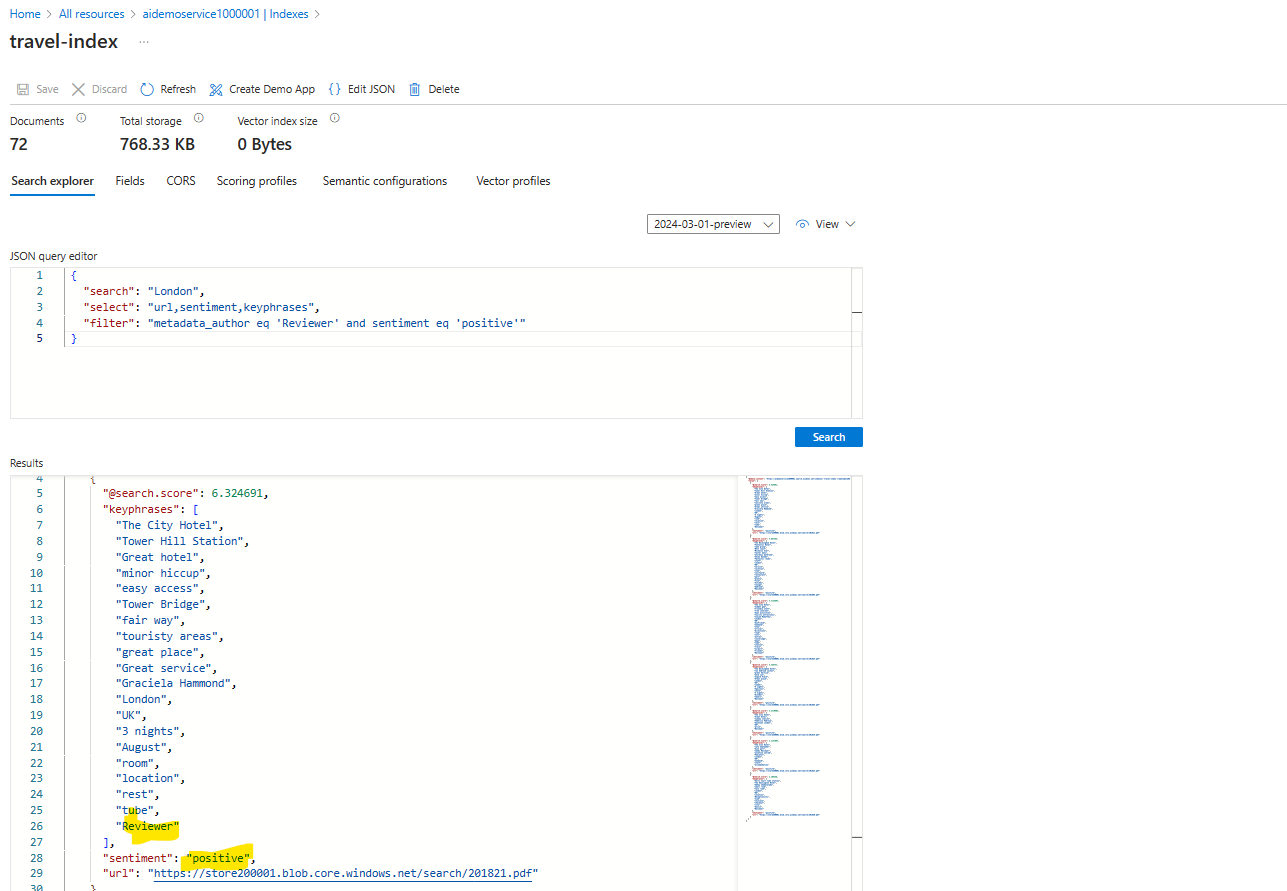 Home > All resources > aidemoservice1000001 | Indexes >
travel-index ...
Save Discard Refresh Create Demo App {} Edit JSON Delete
Documents Total storage Vector index size
72 768.33 KB 0 Bytes
Search explorer Fields CORS Scoring profiles Semantic configurations Vector profiles
2024-03-01-preview View
JSON query editor
1 {
2 "search": "London",
3 "select": "url,sentiment,keyphrases",
4 "filter": "metadata_author eq 'Reviewer' and sentiment eq 'positive'"
5 }
Search
Results
4 {
5 "@search.score": 6.324691,
6 "keyphrases": [
7 "The City Hotel",
8 "Tower Hill Station",
9 "Great hotel",
10 "minor hiccup",
11 "easy access",
12 "Tower Bridge",
13 "fair way",
14 "touristy areas",
15 "great place",
16 "Great service",
17 "Graciela Hammond",
18 "London",
19 "UK",
20 "3 nights",
21 "August",
22 "room",
23 "location",
24 "rest",
25 "tube",
26 "Reviewer"
27 ],
28 "sentiment": "positive",
29 "url": "https://store200001.blob.core.windows.net/search/201821.pdf"
30 }